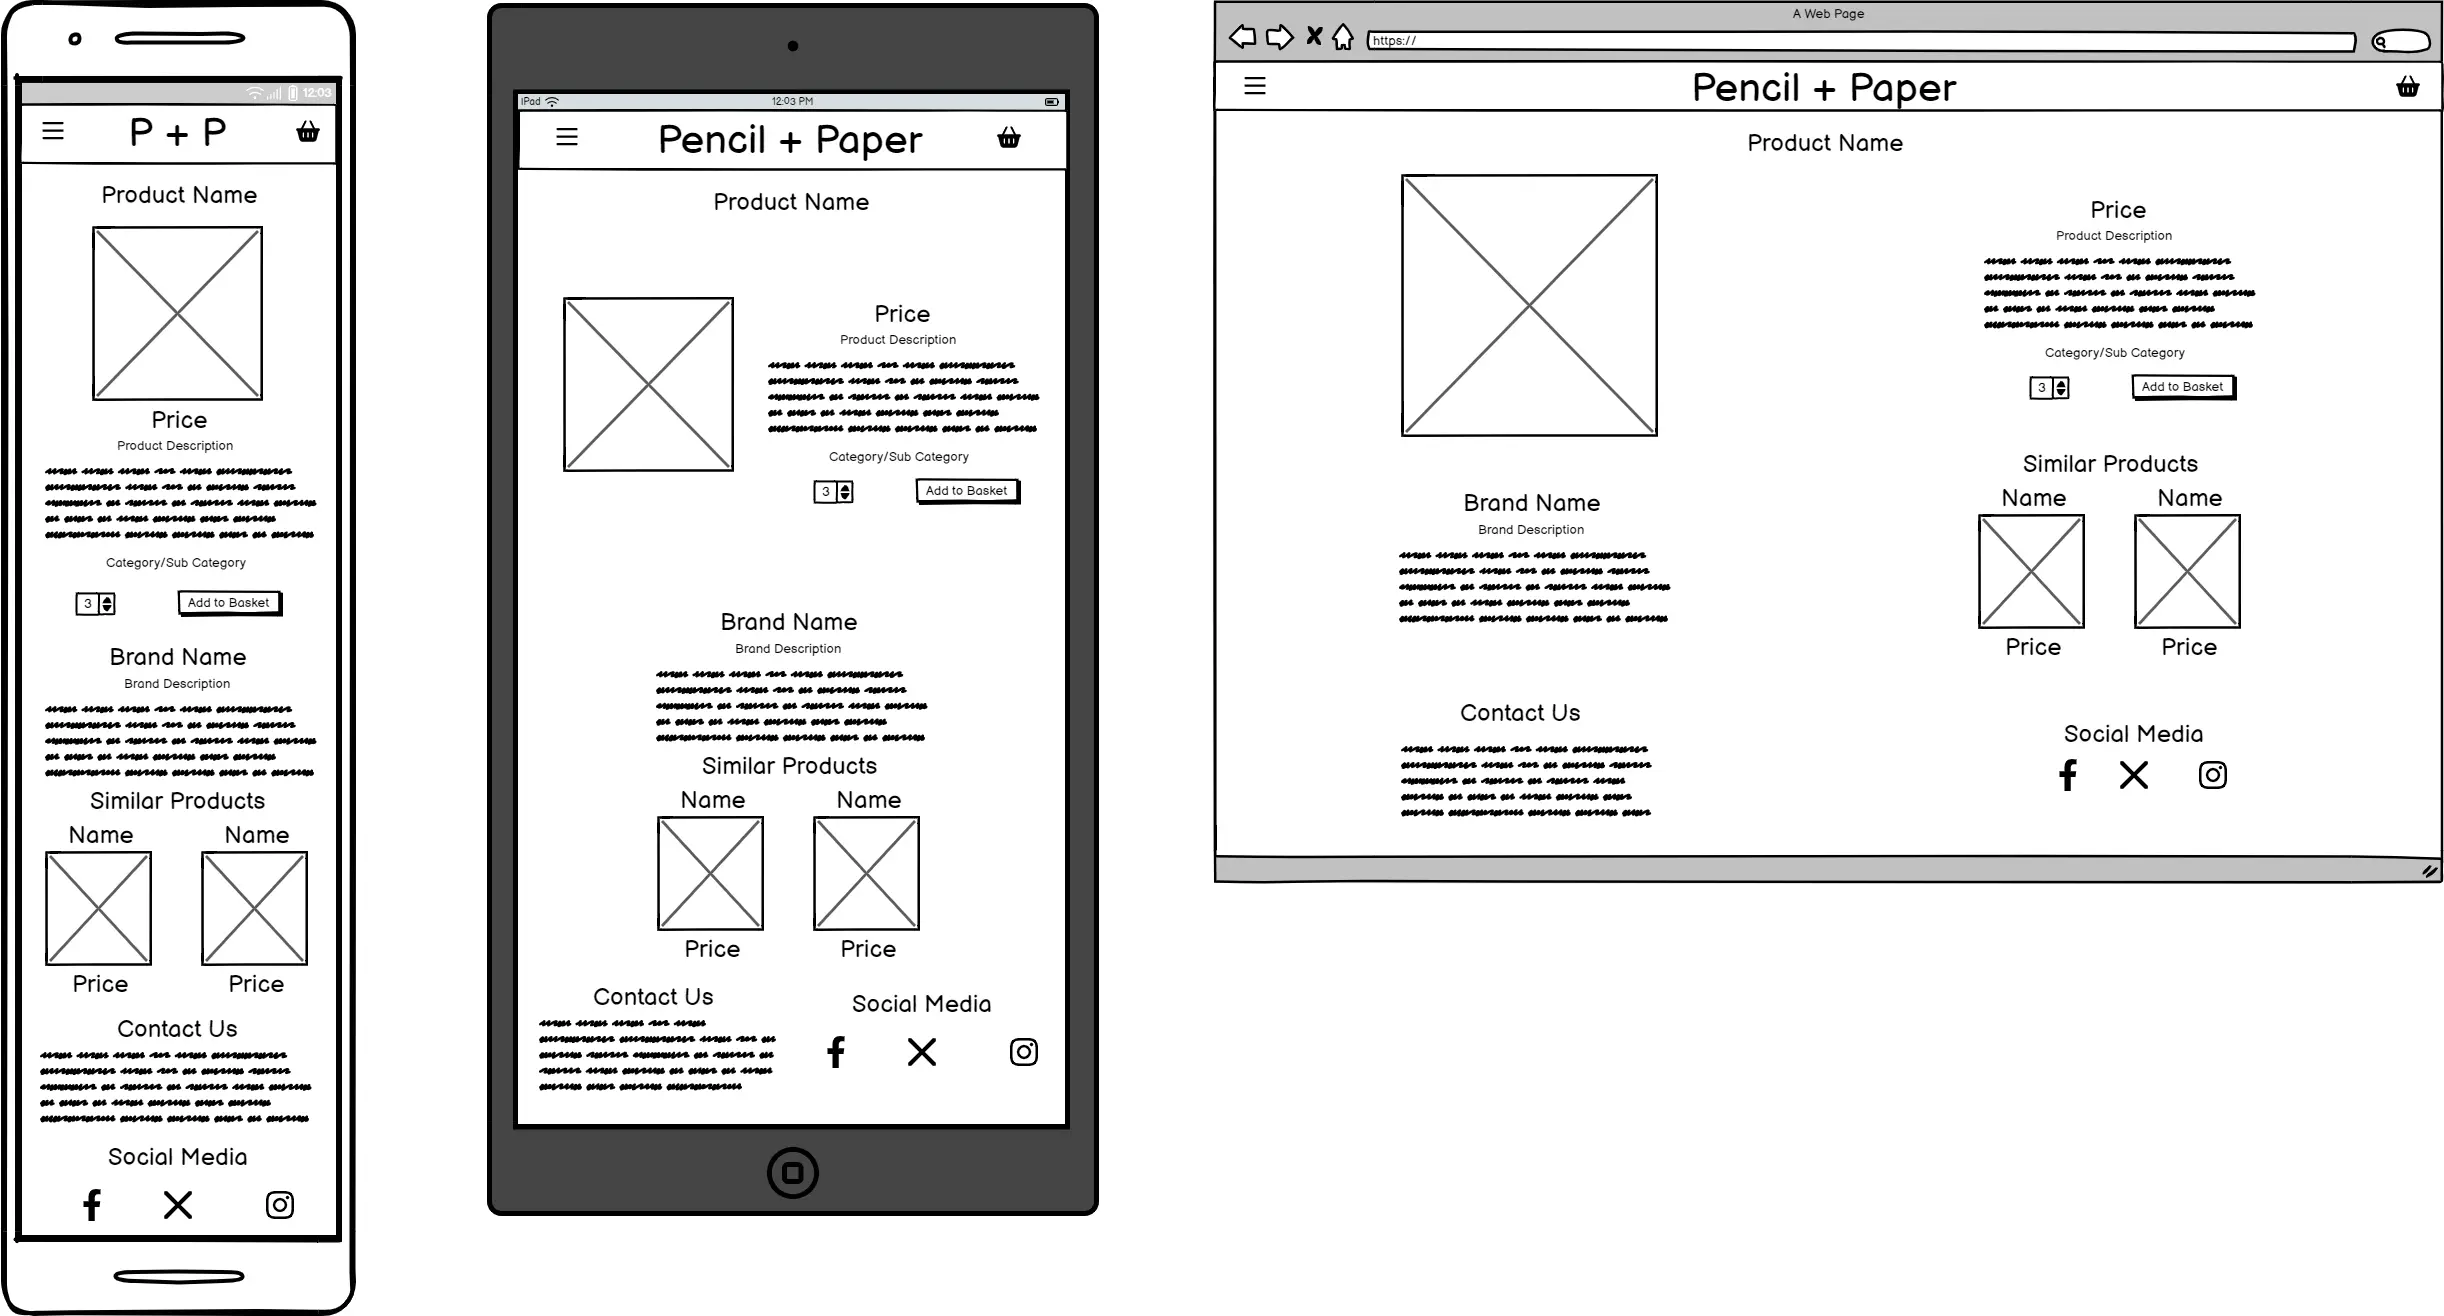 12:03
P + P
Product Name
Price
Product Description
Category/Sub Category
3
Add to Basket
Brand Name
Brand Description
Similar Products
Name Name
Price Price
Contact Us
Social Media
iPad 12:03 PM
Pencil + Paper
Product Name
Price
Product Description
Category/Sub Category
3
Add to Basket
Brand Name
Brand Description
Similar Products
Name Name
Price Price
Contact Us
Social Media
A Web Page
https://
Pencil + Paper
Product Name
Price
Product Description
Category/Sub Category
3
Add to Basket
Brand Name
Brand Description
Similar Products
Name Name
Price Price
Contact Us
Social Media